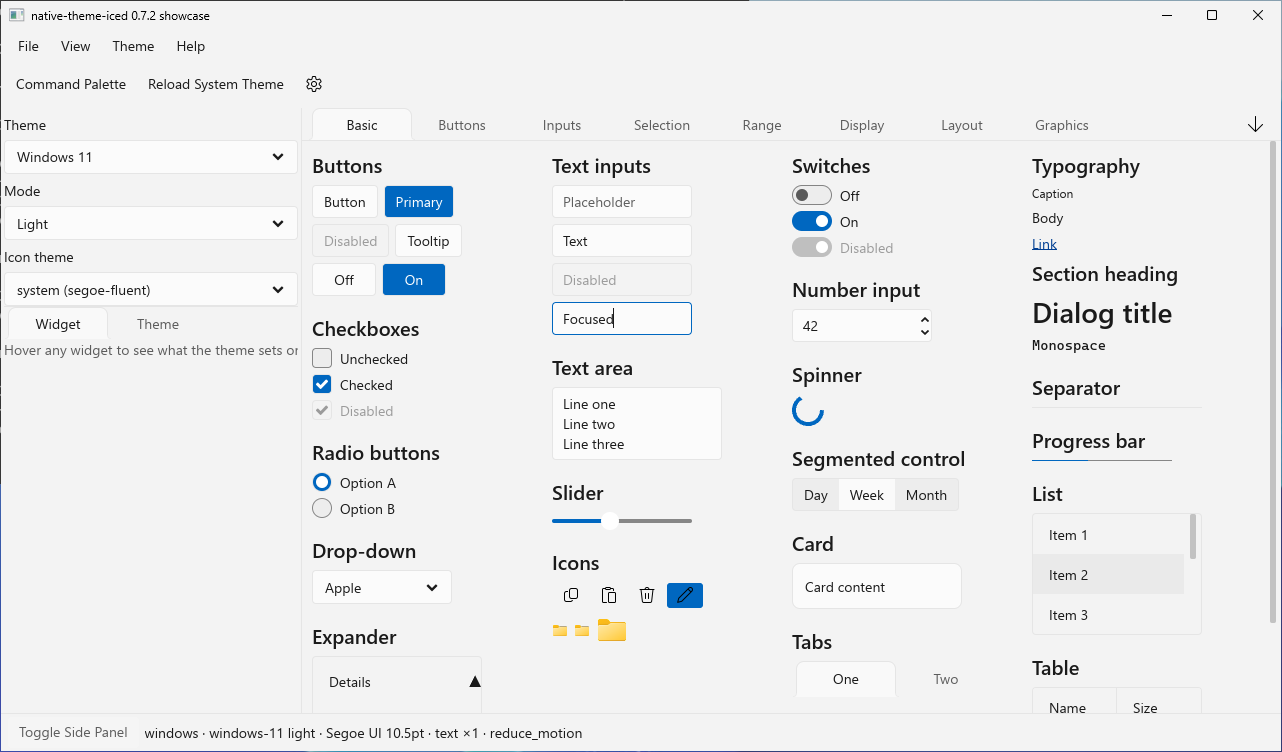 native-theme-iced 0.7.2 showcase
File View Theme Help
Command Palette Reload System Theme
Theme
Windows 11
Mode
Light
Icon theme
system (segoe-fluent)
Widget Theme
Hover any widget to see what the theme sets or
Basic Buttons Inputs Selection Range Display Layout Graphics
Buttons
Button Primary
Disabled Tooltip
Off On
Checkboxes
Unchecked
Checked
Disabled
Radio buttons
Option A
Option B
Drop-down
Apple
Expander
Details
Text inputs
Placeholder
Text
Disabled
Focused
Text area
Line one
Line two
Line three
Slider
Icons
Switches
Off
On
Disabled
Number input
42
Spinner
Segmented control
Day Week Month
Card
Card content
Tabs
One Two
Typography
Caption
Body
Link
Section heading
Dialog title
Monospace
Separator
Progress bar
List
Item 1
Item 2
Item 3
Table
Name Size
Toggle Side Panel windows · windows-11 light · Segoe UI 10.5pt · text ×1 · reduce_motion